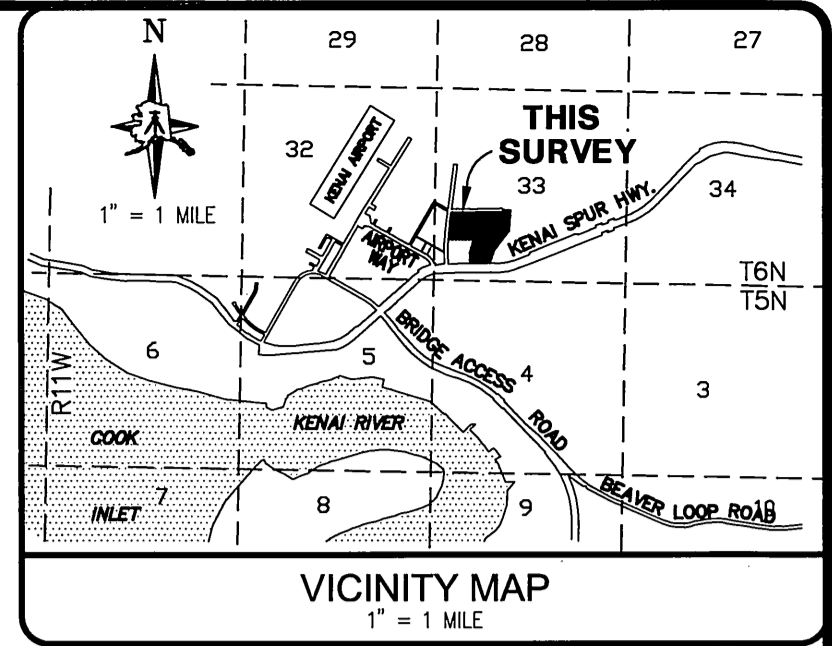 N
29
28
27
THIS
SURVEY
32
KENAI AIRPORT
33
34
1" = 1 MILE
KENAI SPUR HWY.
AIRPORT
WAY
T6N
T5N
R11W
6
5
BRIDGE ACCESS ROAD
4
3
COOK
KENAI RIVER
INLET
7
8
9
BEAVER LOOP ROAD
10
VICINITY MAP
1" = 1 MILE